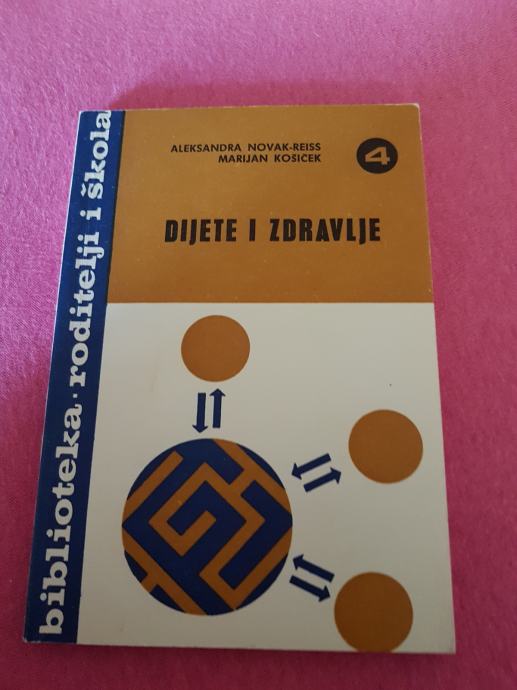 ALEKSANDRA NOVAK-REISS
MARIJAN KOŠIČEK
4
DIJETE I ZDRAVLJE
biblioteka · roditelji i škola